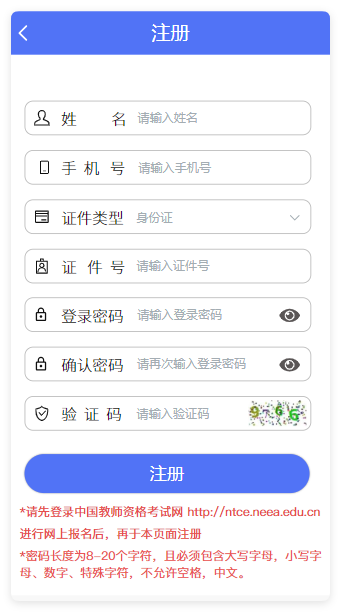 注册
姓 名 请输入姓名
手 机 号 请输入手机号
证件类型 身份证
证 件 号 请输入证件号
登录密码 请输入登录密码
确认密码 请再次输入登录密码
验 证 码 请输入验证码
注册
*请先登录中国教师资格考试网 http://ntce.neea.edu.cn
进行网上报名后，再于本页面注册
*密码长度为8-20个字符，且必须包含大写字母，小写字
母、数字、特殊字符，不允许空格，中文。